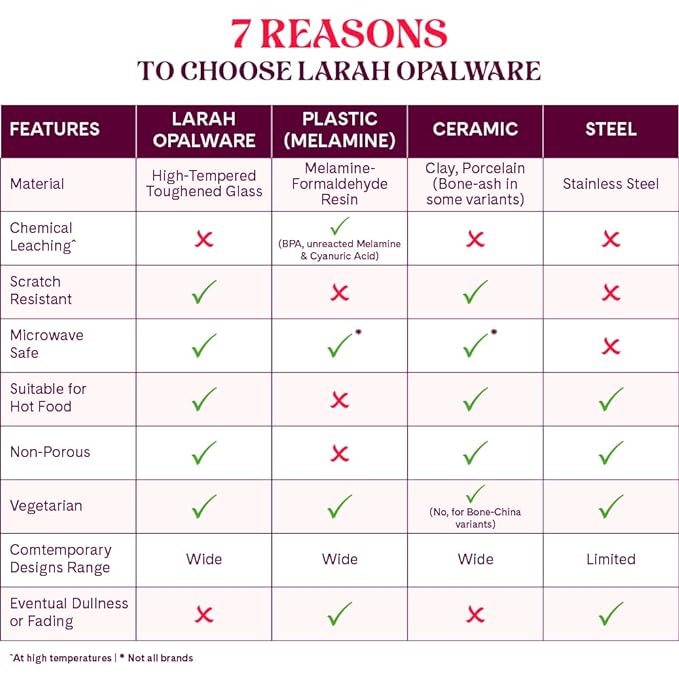 7 REASONS
TO CHOOSE LARAH OPALWARE
FEATURES
LARAH
OPALWARE
PLASTIC
(MELAMINE)
CERAMIC
STEEL
Material
High-Tempered
Toughened Glass
Melamine-
Formaldehyde
Resin
Clay, Porcelain
(Bone-ash in
some variants)
Stainless Steel
Chemical
Leaching^
✗
✓
(BPA, unreacted Melamine
& Cyanuric Acid)
✗
✗
Scratch
Resistant
✓
✗
✓
✗
Microwave
Safe
✓
✓*
✓*
✗
Suitable for
Hot Food
✓
✗
✓
✓
Non-Porous
✓
✗
✓
✓
Vegetarian
✓
✓
✓
(No, for Bone-China
variants)
✓
Comtemporary
Designs Range
Wide
Wide
Wide
Limited
Eventual Dullness
or Fading
✗
✓
✗
✓
^At high temperatures | * Not all brands